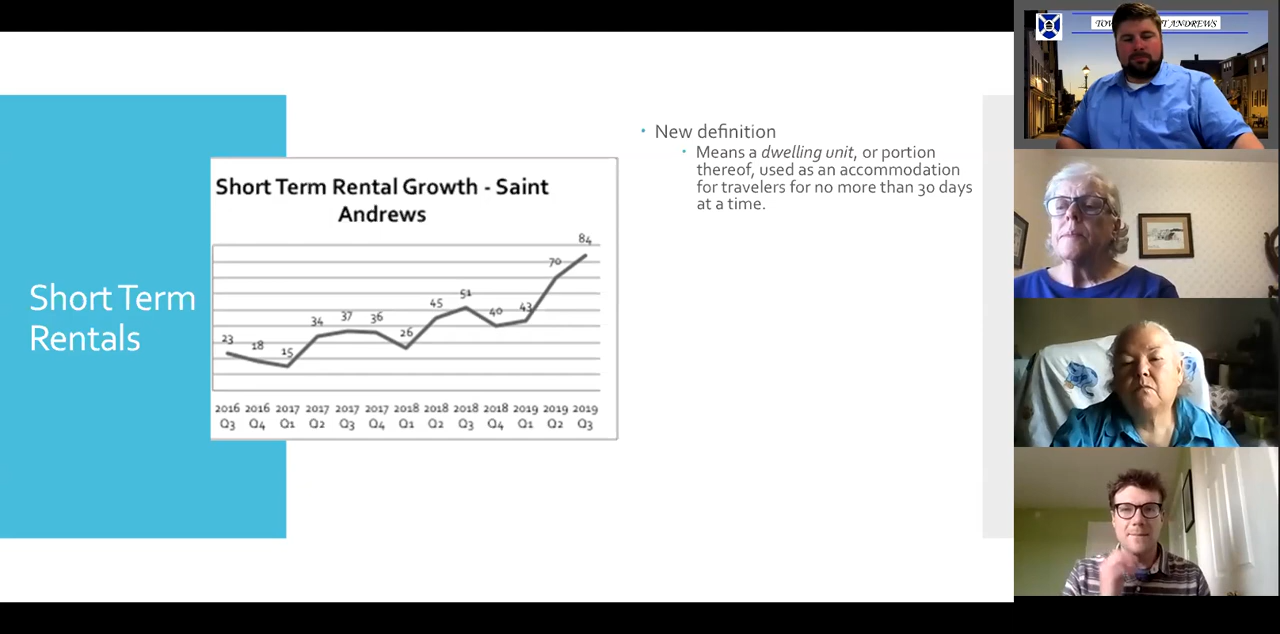 Short Term
Rentals
Short Term Rental Growth - Saint
Andrews
23
18
15
34
37
36
26
45
51
40
43
70
84
2016 2016 2017 2017 2017 2017 2018 2018 2018 2018 2019 2019 2019
Q3 Q4 Q1 Q2 Q3 Q4 Q1 Q2 Q3 Q4 Q1 Q2 Q3
• New definition
• Means a dwelling unit, or portion
thereof, used as an accommodation
for travelers for no more than 30 days
at a time.
ANDREWS